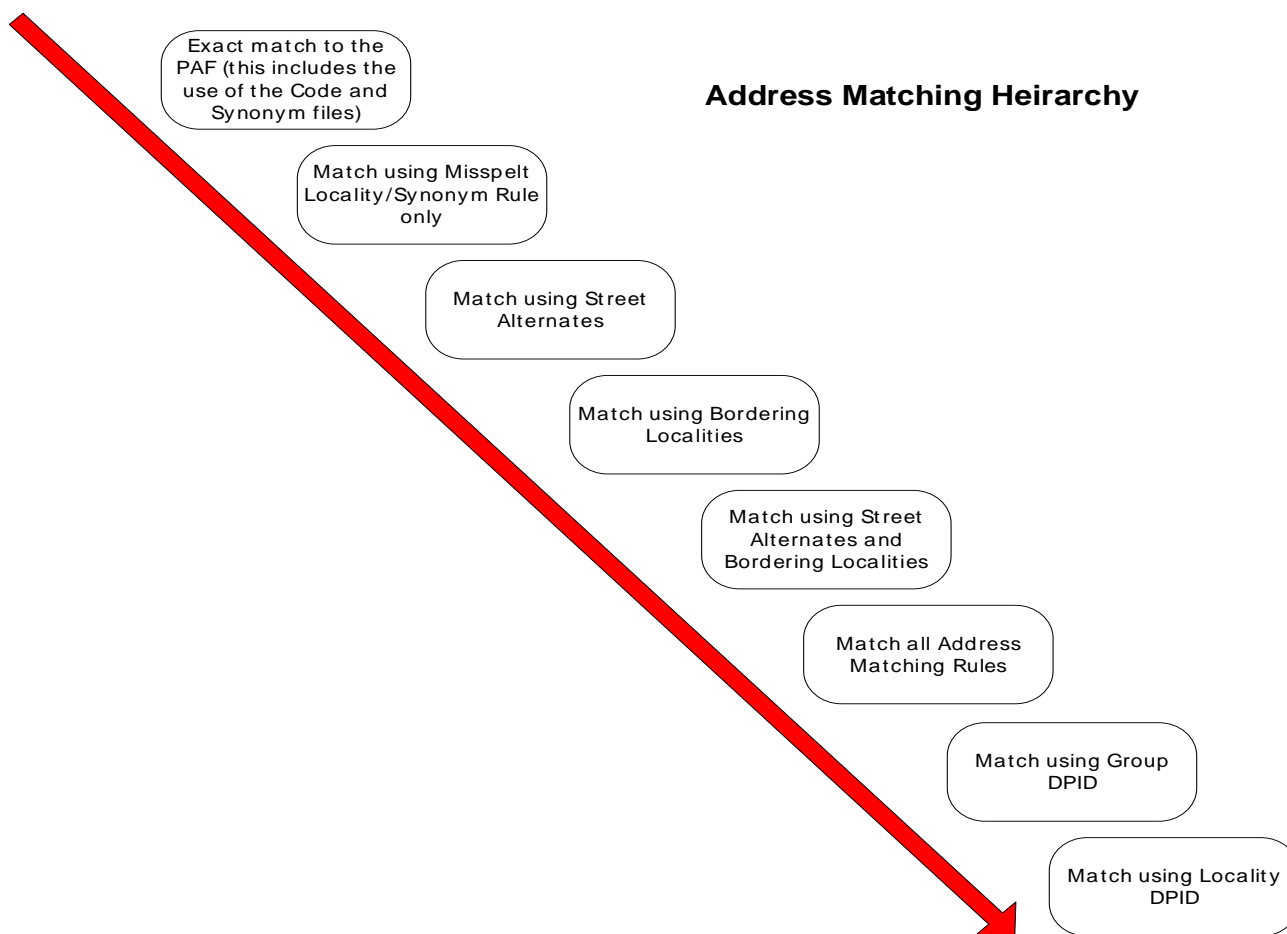 Exact match to the
PAF (this includes the
use of the Code and
Synonym files)
Address Matching Heirarchy
Match using Misspelt
Locality/Synonym Rule
only
Match using Street
Alternates
Match using Bordering
Localities
Match using Street
Alternates and
Bordering Localities
Match all Address
Matching Rules
Match using Group
DPID
Match using Locality
DPID